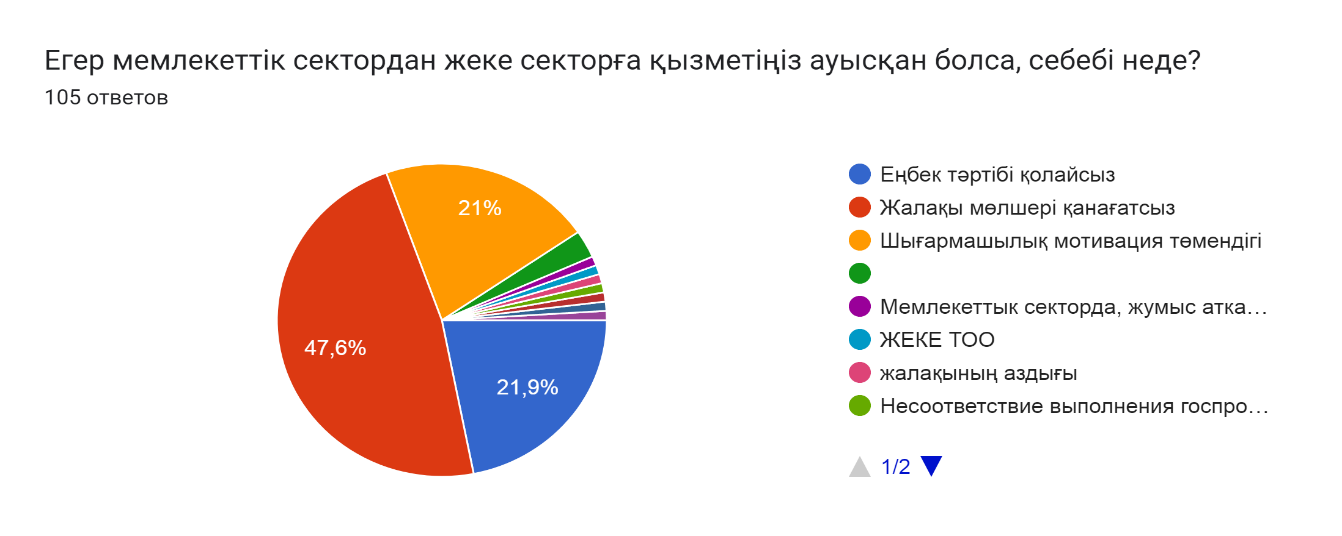 Егер мемлекеттік сектордан жеке секторға қызметіңіз ауысқан болса, себебі неде?
105 ответов
21%
47,6%
21,9%
Еңбек тәртібі қолайсыз
Жалақы мөлшері қанағатсыз
Шығармашылық мотивация төмендігі
Мемлекеттык секторда, жумыс атка…
ЖЕКЕ ТОО
жалақының аздығы
Несоответствие выполнения госпро…
1/2